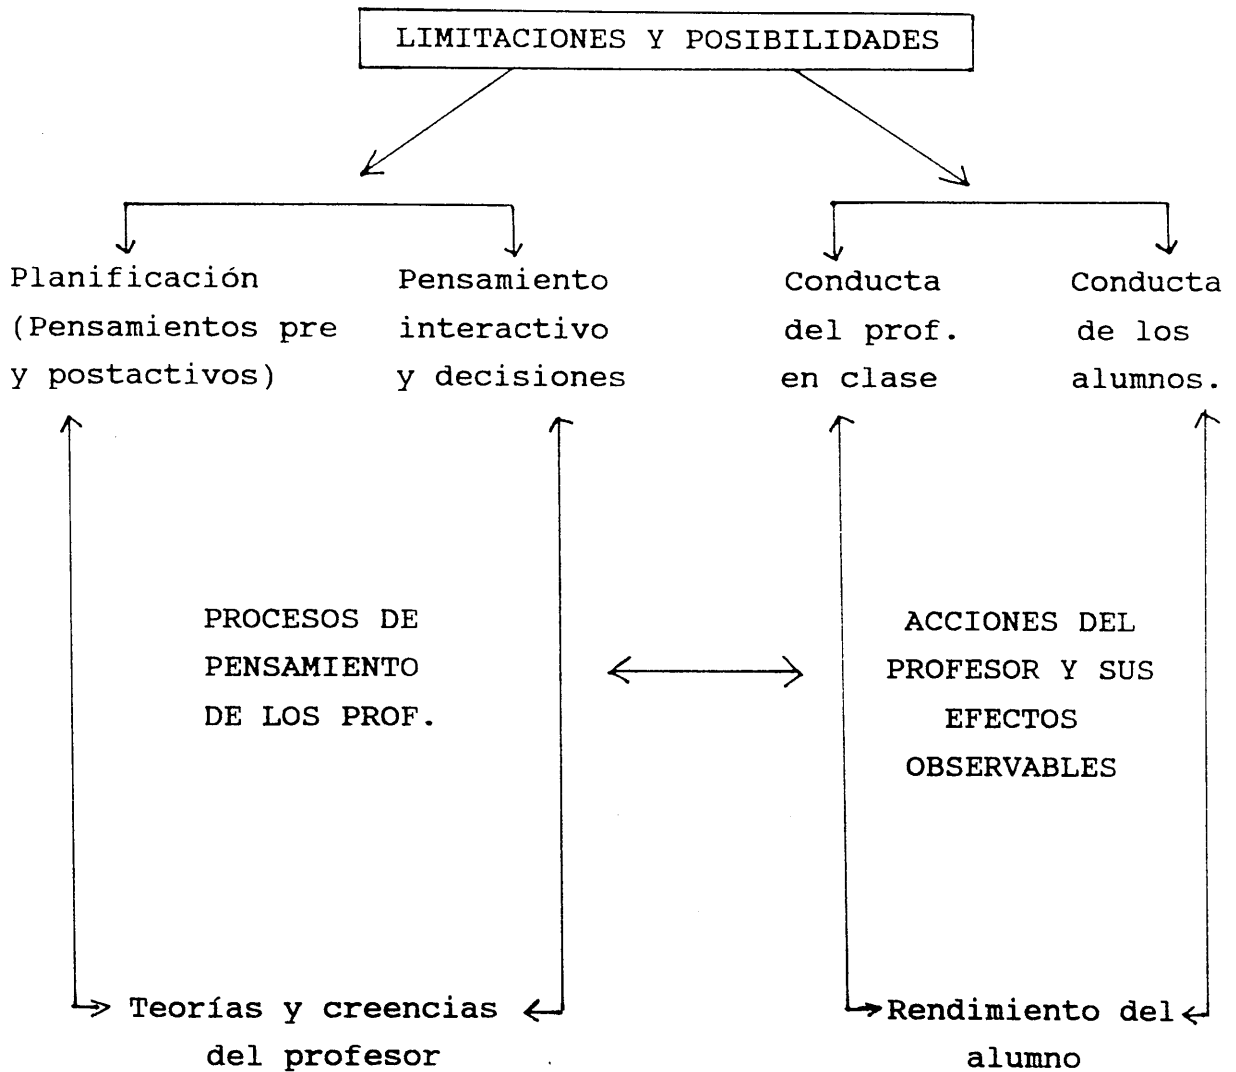 LIMITACIONES Y POSIBILIDADES
Planificación
(Pensamientos pre
y postactivos)
Pensamiento
interactivo
y decisiones
Conducta
del prof.
en clase
Conducta
de los
alumnos.
PROCESOS DE
PENSAMIENTO
DE LOS PROF.
ACCIONES DEL
PROFESOR Y SUS
EFECTOS
OBSERVABLES
Teorías y creencias
del profesor
Rendimiento del
alumno